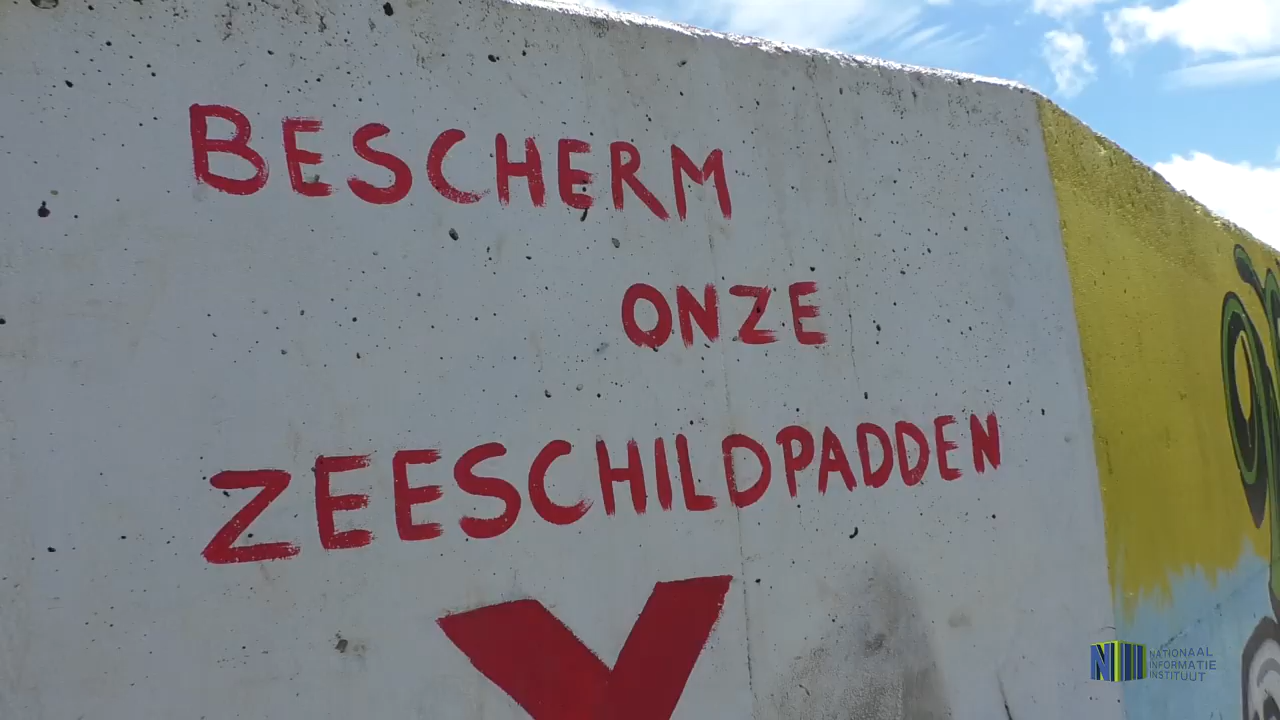 BESCHERM
ONZE
ZEESCHILDPADDEN
NATIONAAL
INFORMATIE
INSTITUUT